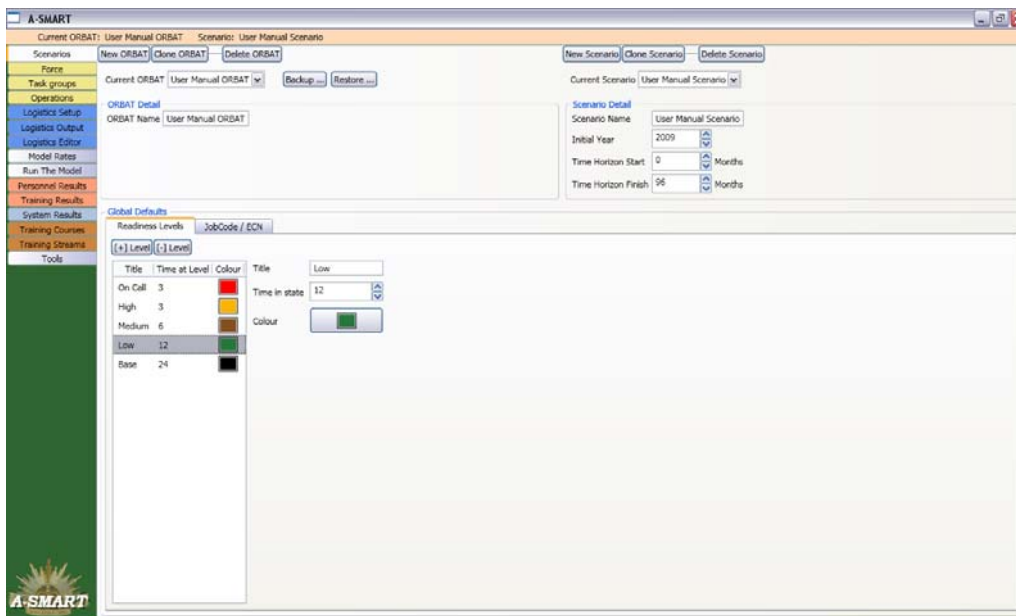 A-SMART
Current ORBAT: User Manual ORBAT Scenario: User Manual Scenario
Scenarios
Force
Task groups
Operations
Logistics Setup
Logistics Output
Logistics Editor
Model Rates
Run The Model
Personnel Results
Training Results
System Results
Training Courses
Training Streams
Tools
New ORBAT Clone ORBAT Delete ORBAT
Current ORBAT User Manual ORBAT Backup ... Restore ...
ORBAT Detail
ORBAT Name User Manual ORBAT
New Scenario Clone Scenario Delete Scenario
Current Scenario User Manual Scenario
Scenario Detail
Scenario Name User Manual Scenario
Initial Year 2009
Time Horizon Start 0 Months
Time Horizon Finish 96 Months
Global Defaults
Readiness Levels JobCode / ECN
[+] Level [-] Level
Title Time at Level Colour
On Call 3
High 3
Medium 6
Low 12
Base 24
Title Low
Time in state 12
Colour
A-SMART